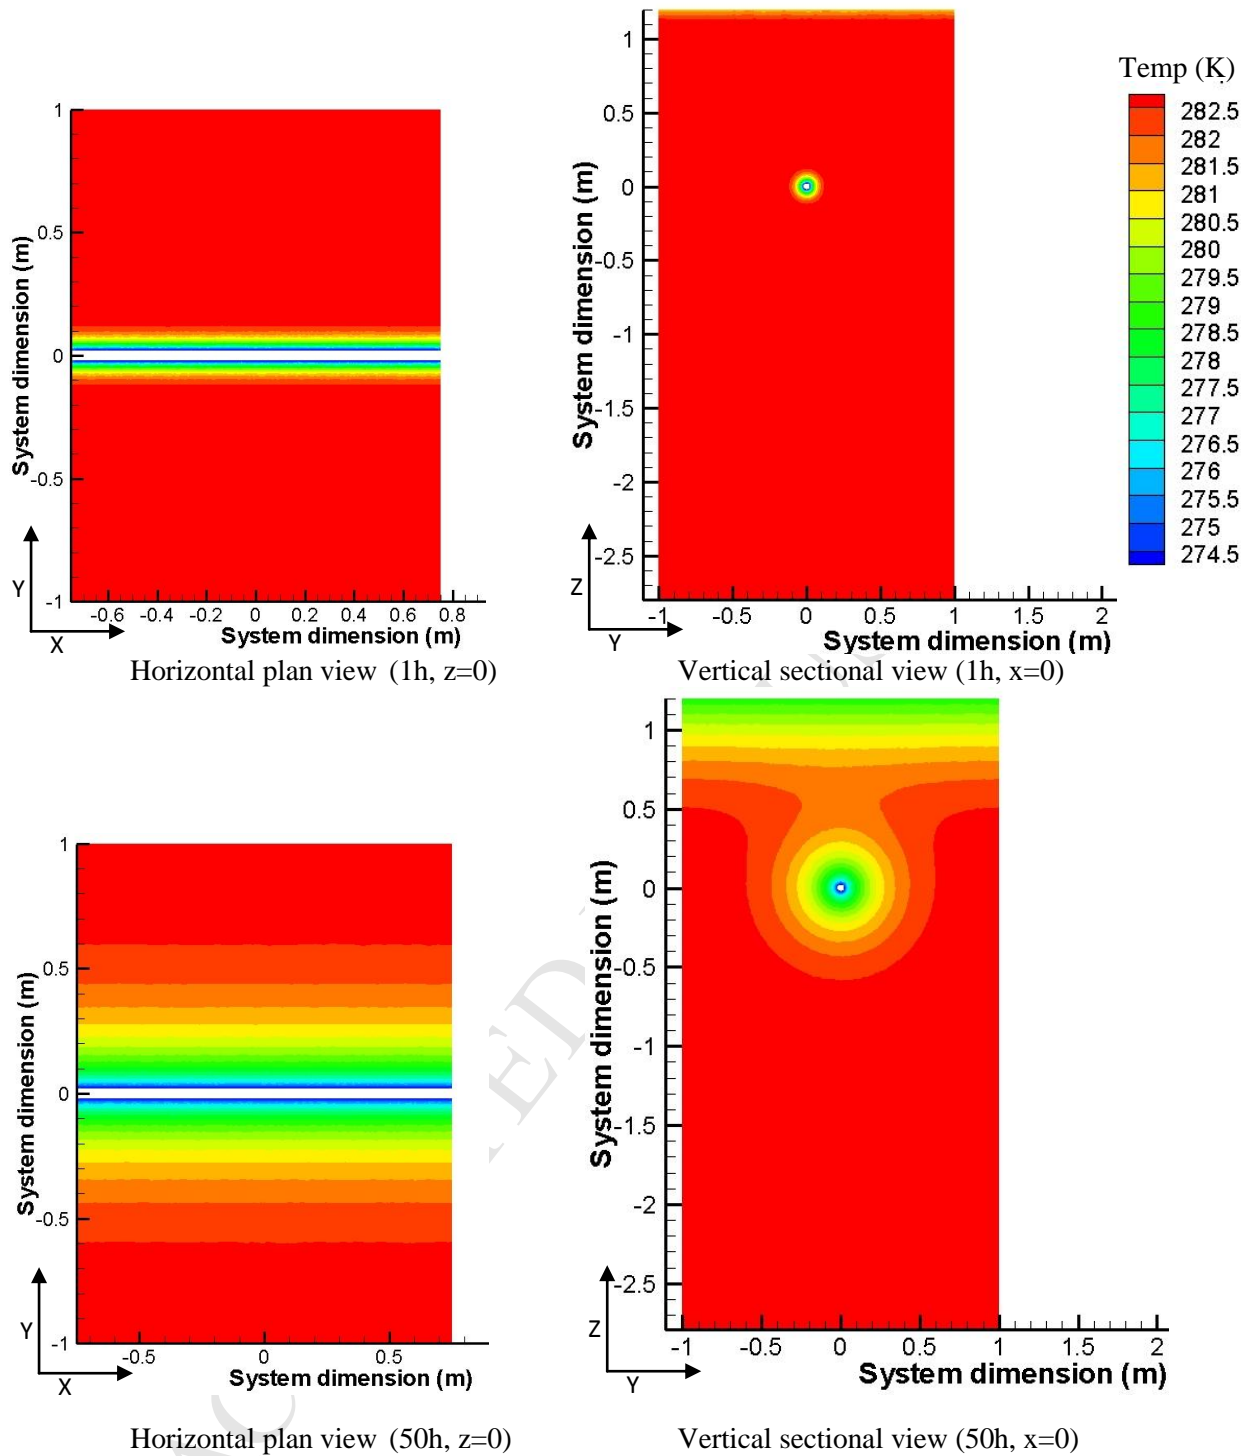 Temp (K)
282.5
282
281.5
281
280.5
280
279.5
279
278.5
278
277.5
277
276.5
276
275.5
275
274.5
System dimension (m)
1
0.5
0
-0.5
-1
Y
X
-0.6 -0.4 -0.2 0 0.2 0.4 0.6 0.8
System dimension (m)
Horizontal plan view (1h, z=0)
System dimension (m)
1
0.5
0
-0.5
-1
-1.5
-2
-2.5
Z
Y
-1 -0.5 0 0.5 1 1.5 2
System dimension (m)
Vertical sectional view (1h, x=0)
System dimension (m)
1
0.5
0
-0.5
-1
Y
X
-0.5 0 0.5
System dimension (m)
Horizontal plan view (50h, z=0)
System dimension (m)
1
0.5
0
-0.5
-1
-1.5
-2
-2.5
Z
Y
-1 -0.5 0 0.5 1 1.5 2
System dimension (m)
Vertical sectional view (50h, x=0)